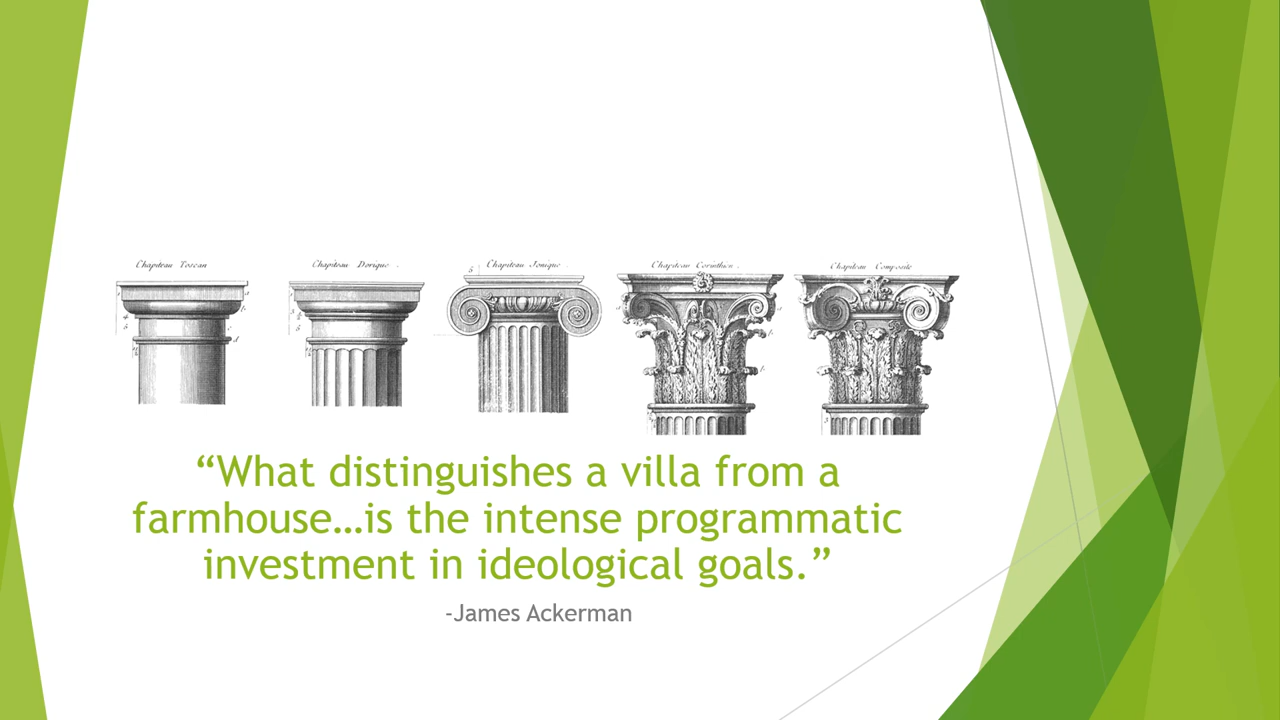 Chapiteau Toscan
Chapiteau Dorique .
Chapiteau Ionique .
Chapiteau Corinthien .
Chapiteau Composite
“What distinguishes a villa from a
farmhouse…is the intense programmatic
investment in ideological goals.”
-James Ackerman